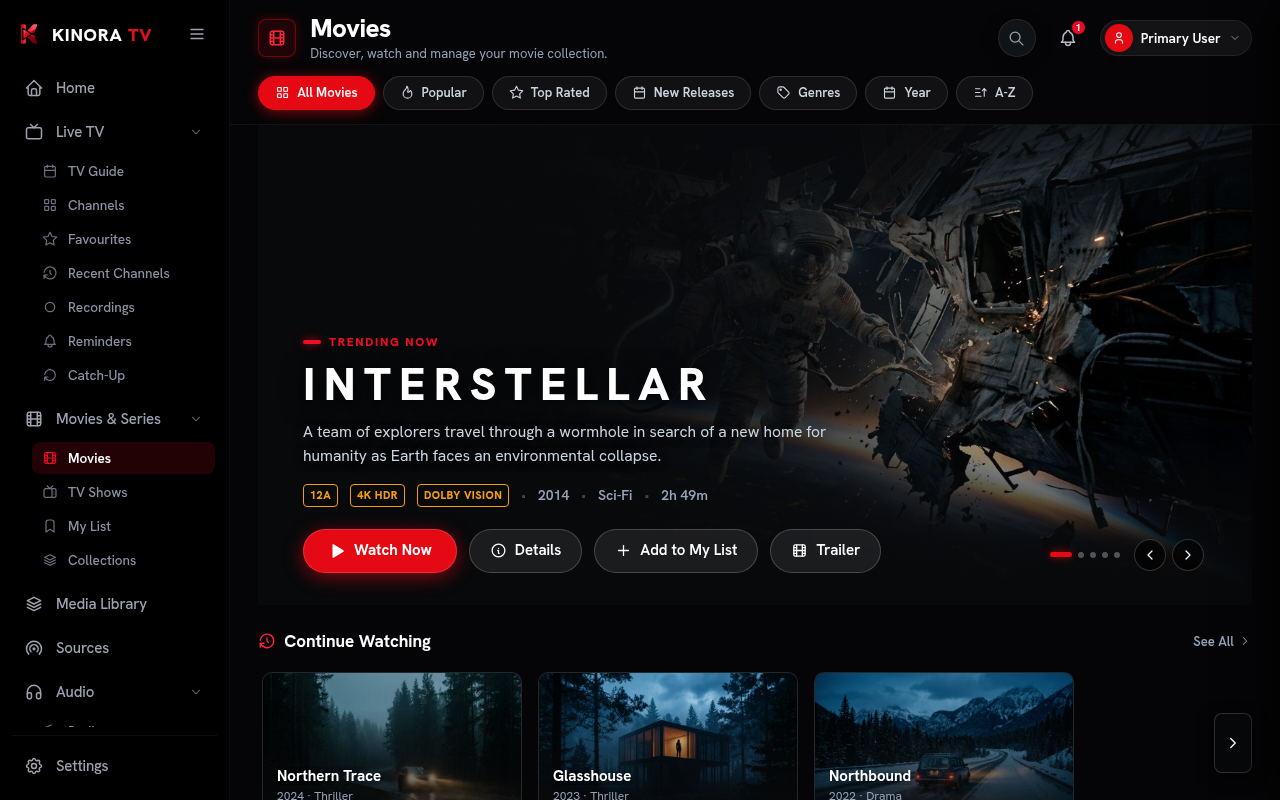 KINORA TV
Home
Live TV
TV Guide
Channels
Favourites
Recent Channels
Recordings
Reminders
Catch-Up
Movies & Series
Movies
TV Shows
My List
Collections
Media Library
Sources
Audio
Settings
Movies
Discover, watch and manage your movie collection.
1
Primary User
All Movies
Popular
Top Rated
New Releases
Genres
Year
A-Z
TRENDING NOW
INTERSTELLAR
A team of explorers travel through a wormhole in search of a new home for
humanity as Earth faces an environmental collapse.
12A 4K HDR DOLBY VISION • 2014 • Sci-Fi • 2h 49m
Watch Now
Details
Add to My List
Trailer
Continue Watching
See All
Northern Trace
2024 · Thriller
Glasshouse
2023 · Thriller
Northbound
2022 · Drama